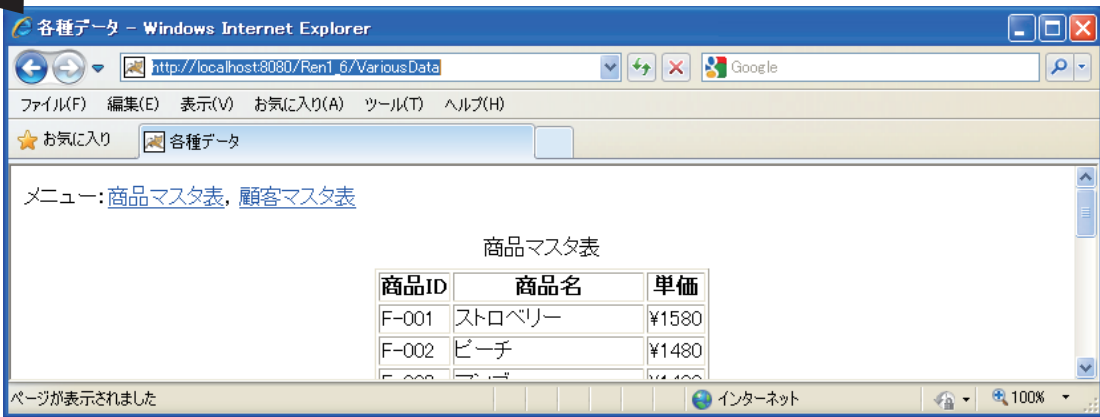 各種データ - Windows Internet Explorer
http://localhost:8080/Ren1_6/VariousData
Google
ファイル(F) 編集(E) 表示(V) お気に入り(A) ツール(T) ヘルプ(H)
お気に入り 各種データ
メニュー:商品マスタ表, 顧客マスタ表
商品マスタ表
商品ID 商品名 単価
F-001 ストロベリー ¥1580
F-002 ピーチ ¥1480
ページが表示されました インターネット 100%